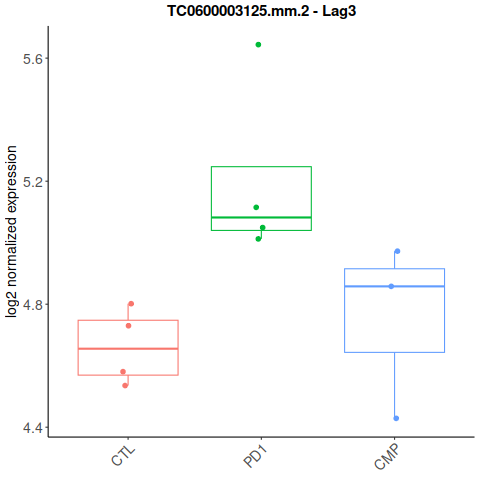 TC0600003125.mm.2 - Lag3
log2 normalized expression
5.6
5.2
4.8
4.4
CTL
PD1
CMP